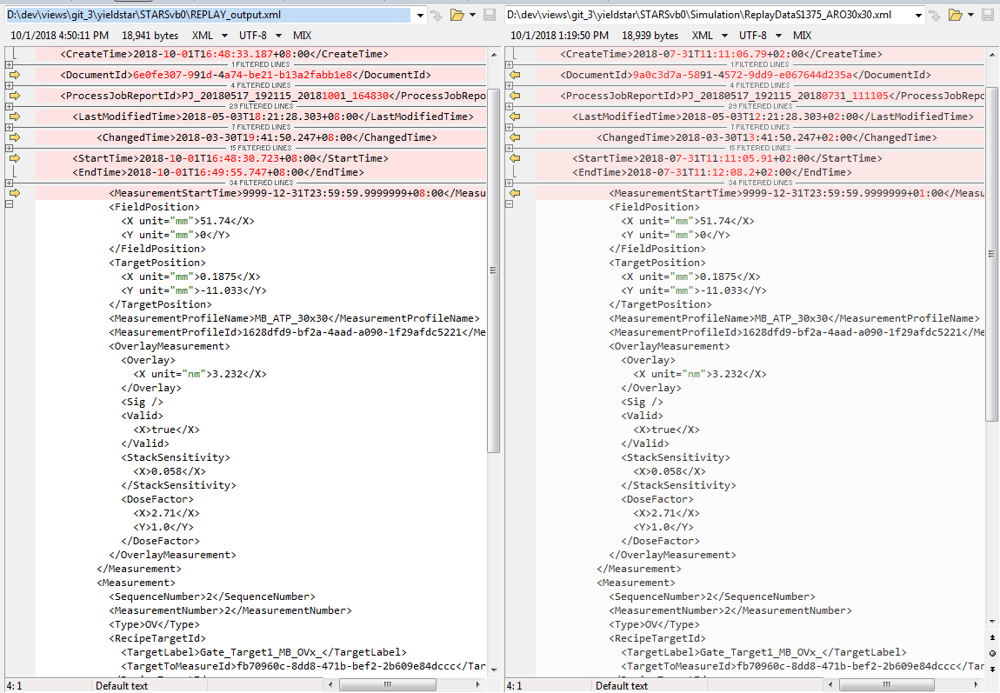 D:\dev\views\git_3\yieldstar\STARSvb0\REPLAY_output.xml
10/1/2018 4:50:11 PM 18,941 bytes XML UTF-8 MIX
<CreateTime>2018-10-01T16:48:33.187+08:00</CreateTime>
1 FILTERED LINES
<DocumentId>6e0fe307-991d-4a74-be21-b13a2fabb1e8</DocumentId>
4 FILTERED LINES
<ProcessJobReportId>PJ_20180517_192115_20181001_164830</ProcessJobRepo
29 FILTERED LINES
<LastModifiedTime>2018-05-03T18:21:28.303+08:00</LastModifiedTime>
7 FILTERED LINES
<ChangedTime>2018-03-30T19:41:50.247+08:00</ChangedTime>
15 FILTERED LINES
<StartTime>2018-10-01T16:48:30.723+08:00</StartTime>
<EndTime>2018-10-01T16:49:55.747+08:00</EndTime>
34 FILTERED LINES
<MeasurementStartTime>9999-12-31T23:59:59.9999999+08:00</Measu
<FieldPosition>
<X unit="mm">51.74</X>
<Y unit="mm">0</Y>
</FieldPosition>
<TargetPosition>
<X unit="mm">0.1875</X>
<Y unit="mm">-11.033</Y>
</TargetPosition>
<MeasurementProfileName>MB_ATP_30x30</MeasurementProfileName>
<MeasurementProfileId>1628dfd9-bf2a-4aad-a090-1f29afdc5221</Me
<OverlayMeasurement>
<Overlay>
<X unit="nm">3.232</X>
</Overlay>
<Sig />
<Valid>
<X>true</X>
</Valid>
<StackSensitivity>
<X>0.058</X>
</StackSensitivity>
<DoseFactor>
<X>2.71</X>
<Y>1.0</Y>
</DoseFactor>
</OverlayMeasurement>
</Measurement>
<Measurement>
<SequenceNumber>2</SequenceNumber>
<MeasurementNumber>2</MeasurementNumber>
<Type>OV</Type>
<RecipeTargetId>
<TargetLabel>Gate_Target1_MB_OVx_</TargetLabel>
<TargetToMeasureId>fb70960c-8dd8-471b-bef2-2b609e84dccc</Tar
4: 1 Default text
D:\dev\views\git_3\yieldstar\STARSvb0\Simulation\ReplayDataS1375_ARO30x30.xml
10/1/2018 1:19:50 PM 18,939 bytes XML UTF-8 MIX
<CreateTime>2018-07-31T11:11:06.79+02:00</CreateTime>
1 FILTERED LINES
<DocumentId>9a0c3d7a-5891-4572-9dd9-e067644d235a</DocumentId>
4 FILTERED LINES
<ProcessJobReportId>PJ_20180517_192115_20180731_111105</ProcessJobRepor
29 FILTERED LINES
<LastModifiedTime>2018-05-03T12:21:28.303+02:00</LastModifiedTime>
7 FILTERED LINES
<ChangedTime>2018-03-30T13:41:50.247+02:00</ChangedTime>
15 FILTERED LINES
<StartTime>2018-07-31T11:11:05.91+02:00</StartTime>
<EndTime>2018-07-31T11:12:08.2+02:00</EndTime>
34 FILTERED LINES
<MeasurementStartTime>9999-12-31T23:59:59.9999999+01:00</Measu
<FieldPosition>
<X unit="mm">51.74</X>
<Y unit="mm">0</Y>
</FieldPosition>
<TargetPosition>
<X unit="mm">0.1875</X>
<Y unit="mm">-11.033</Y>
</TargetPosition>
<MeasurementProfileName>MB_ATP_30x30</MeasurementProfileName>
<MeasurementProfileId>1628dfd9-bf2a-4aad-a090-1f29afdc5221</Me
<OverlayMeasurement>
<Overlay>
<X unit="nm">3.232</X>
</Overlay>
<Sig />
<Valid>
<X>true</X>
</Valid>
<StackSensitivity>
<X>0.058</X>
</StackSensitivity>
<DoseFactor>
<X>2.71</X>
<Y>1.0</Y>
</DoseFactor>
</OverlayMeasurement>
</Measurement>
<Measurement>
<SequenceNumber>2</SequenceNumber>
<MeasurementNumber>2</MeasurementNumber>
<Type>OV</Type>
<RecipeTargetId>
<TargetLabel>Gate_Target1_MB_OVx_</TargetLabel>
<TargetToMeasureId>fb70960c-8dd8-471b-bef2-2b609e84dccc</Tar
4: 1 Default text